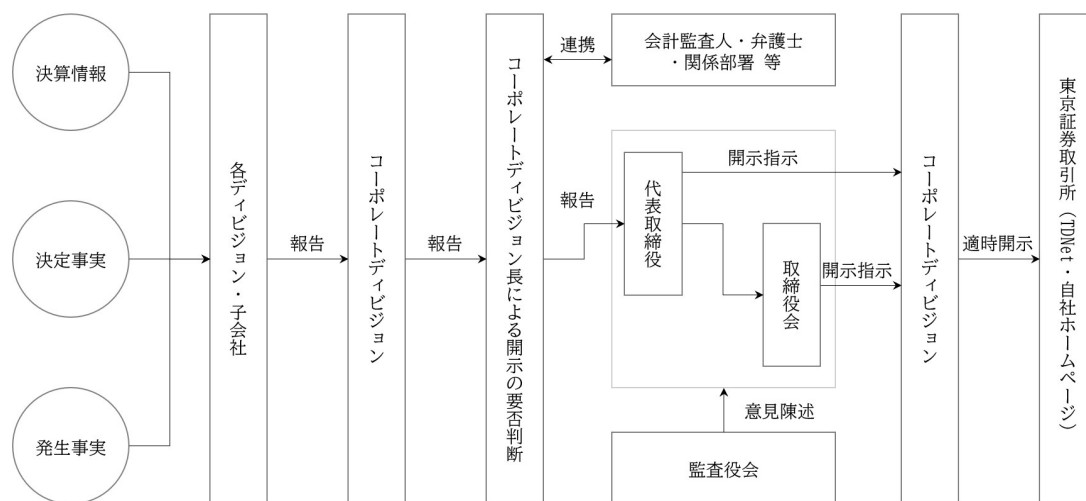 決算情報
決定事実
発生事実
各ディビジョン・子会社
報告
コーポレートディビジョン
報告
コーポレートディビジョン長による開示の要否判断
連携
会計監査人・弁護士
・関係部署 等
報告
代表取締役
開示指示
取締役会
開示指示
意見陳述
監査役会
コーポレートディビジョン
適時開示
東京証券取引所（TDNet・自社ホームページ）